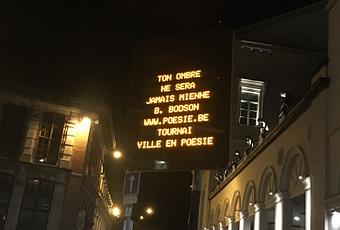 TON OMBRE
NE SERA
JAMAIS MIENNE
B. BODSON
WWW.POESIE.BE
TOURNAI
VILLE EN POESIE